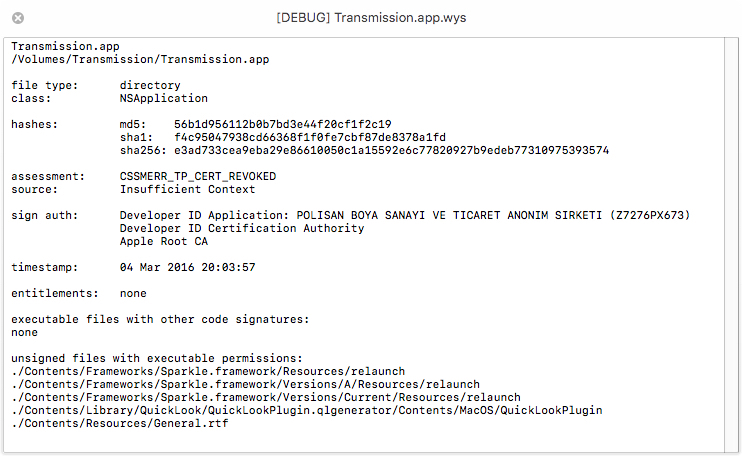 [DEBUG] Transmission.app.wys
Transmission.app
/Volumes/Transmission/Transmission.app
file type: directory
class: NSApplication
hashes: md5: 56b1d956112b0b7bd3e44f20cf1f2c19
sha1: f4c95047938cd66368f1f0fe7cbf87de8378a1fd
sha256: e3ad733cea9eba29e86610050c1a15592e6c77820927b9edeb77310975393574
assessment: CSSMERR_TP_CERT_REVOKED
source: Insufficient Context
sign auth: Developer ID Application: POLISAN BOYA SANAYI VE TICARET ANONIM SIRKETI (Z7276PX673)
Developer ID Certification Authority
Apple Root CA
timestamp: 04 Mar 2016 20:03:57
entitlements: none
executable files with other code signatures:
none
unsigned files with executable permissions:
./Contents/Frameworks/Sparkle.framework/Resources/relaunch
./Contents/Frameworks/Sparkle.framework/Versions/A/Resources/relaunch
./Contents/Frameworks/Sparkle.framework/Versions/Current/Resources/relaunch
./Contents/Library/QuickLook/QuickLookPlugin.qlgenerator/Contents/MacOS/QuickLookPlugin
./Contents/Resources/General.rtf